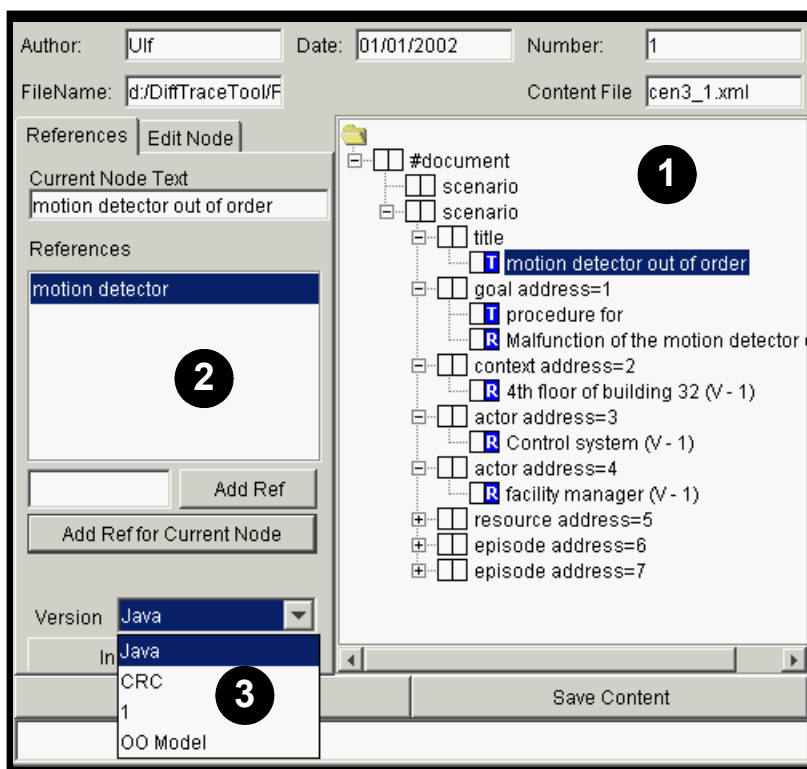 Author: Ulf Date: 01/01/2002 Number: 1
FileName: d:/DiffTraceTool/F Content File cen3_1.xml
References Edit Node
Current Node Text
motion detector out of order
References
motion detector
2
Add Ref
Add Ref for Current Node
Version Java
In
Java
CRC
1
OO Model
3
1
#document
scenario
scenario
title
T motion detector out of order
goal address=1
T procedure for
R Malfunction of the motion detector
context address=2
R 4th floor of building 32 (V - 1)
actor address=3
R Control system (V - 1)
actor address=4
R facility manager (V - 1)
resource address=5
episode address=6
episode address=7
Save Content